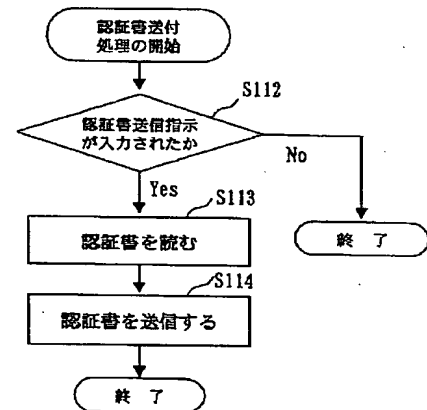 認証書送付
処理の開始
S112
認証書送信指示
が入力されたか
No
Yes
S113
認証書を読む
終 了
S114
認証書を送信する
終 了